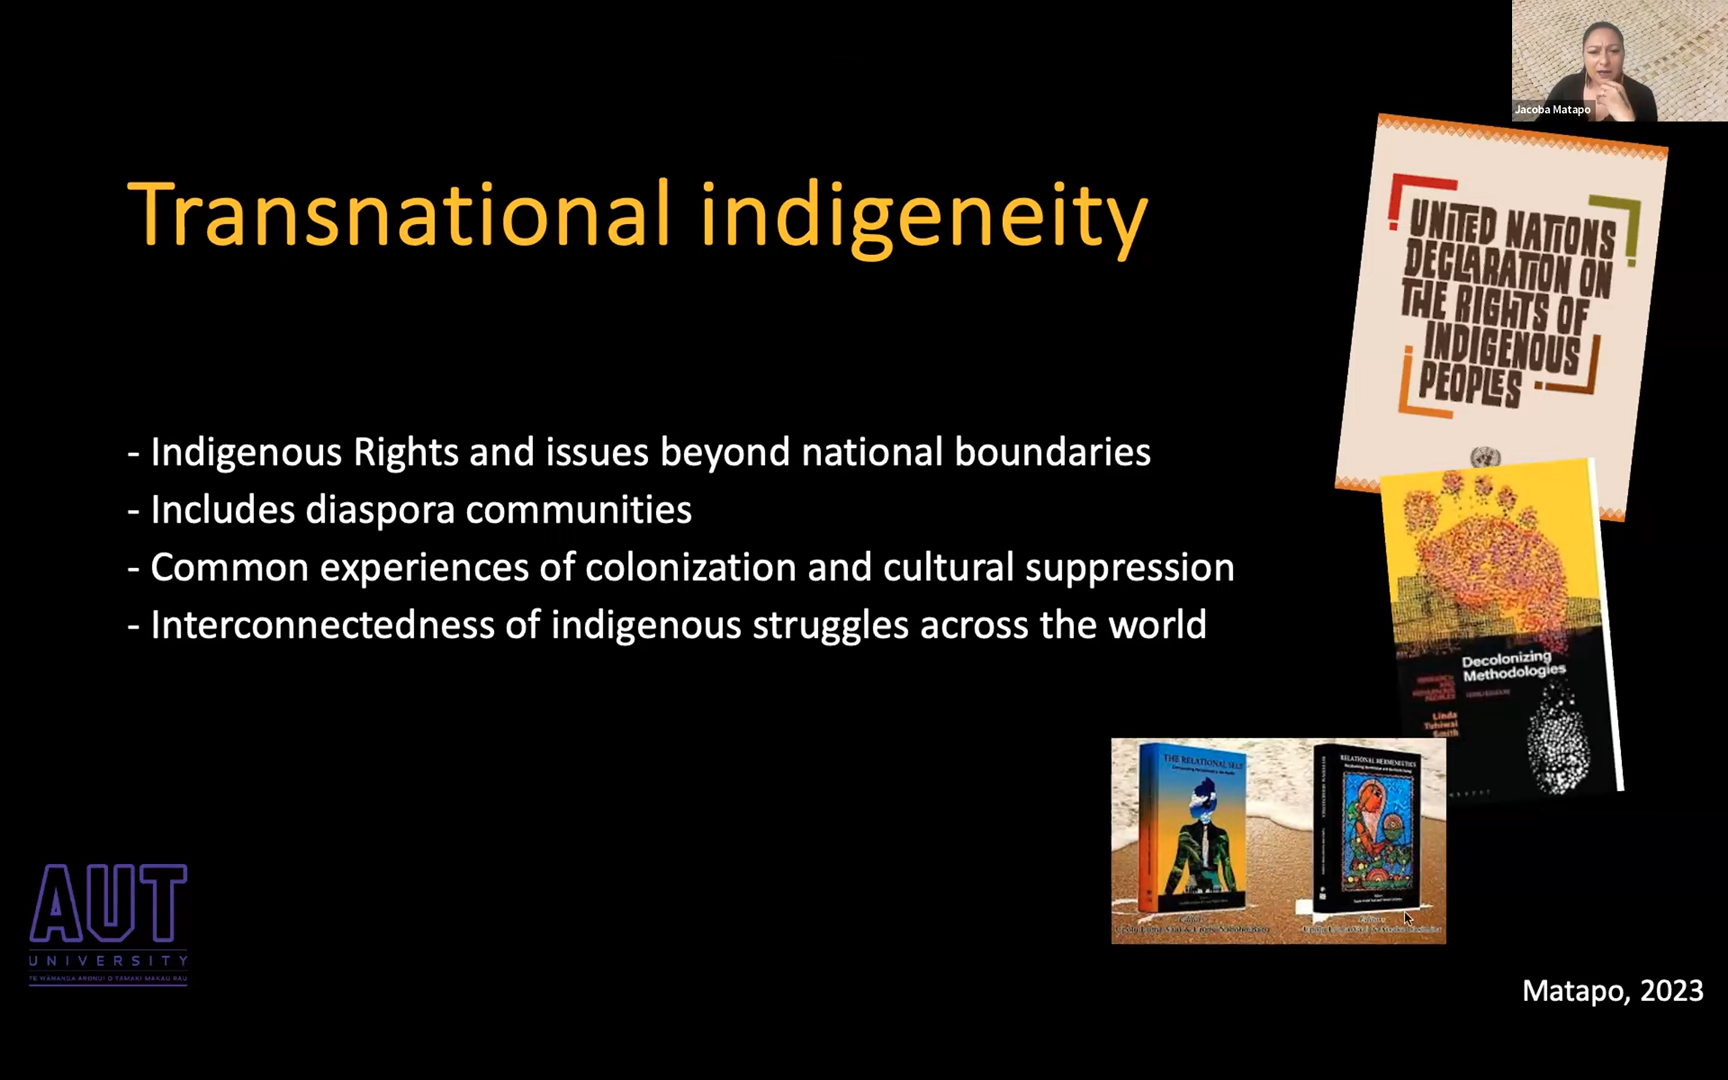 Jacoba Matapo
Transnational indigeneity
- Indigenous Rights and issues beyond national boundaries
- Includes diaspora communities
- Common experiences of colonization and cultural suppression
- Interconnectedness of indigenous struggles across the world
UNITED NATIONS
DECLARATION ON
THE RIGHTS OF
INDIGENOUS
PEOPLES
Decolonizing
Methodologies
Linda
Tuhiwai
Smith
THE RELATIONAL SELF
RELATIONAL HERMENEUTICS
AUT
UNIVERSITY
TE WĀNANGA ARONUI O TĀMAKI MAKAU RAU
Matapo, 2023